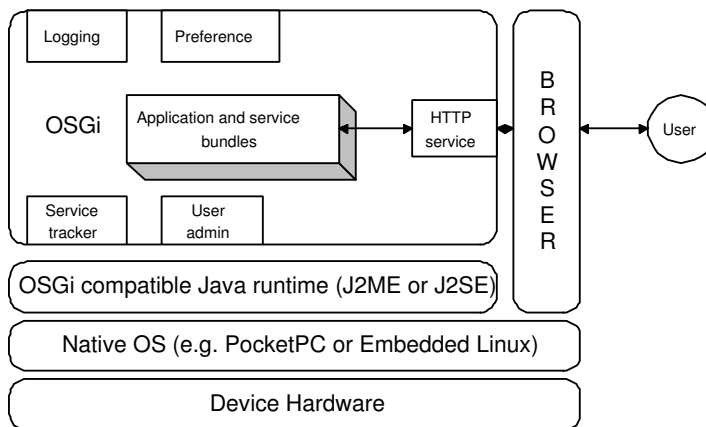 Logging
Preference
OSGi
Application and service
bundles
HTTP
service
BROWSER
User
Service
tracker
User
admin
OSGi compatible Java runtime (J2ME or J2SE)
Native OS (e.g. PocketPC or Embedded Linux)
Device Hardware